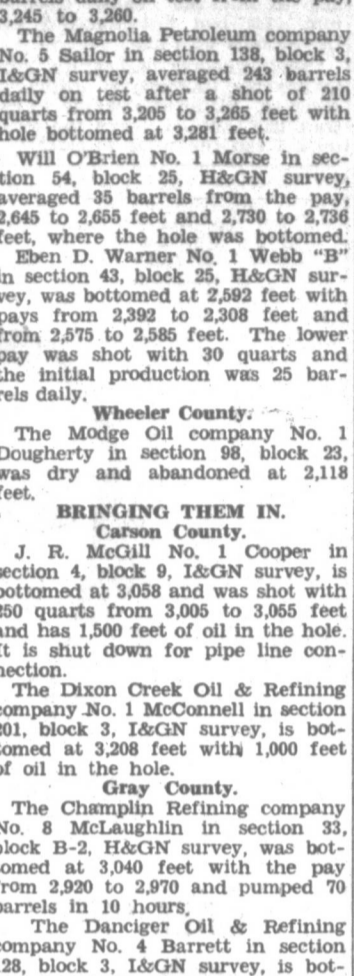 barrels daily on test from the pay,
3,245 to 3,260.
The Magnolia Petroleum company
No. 5 Sailor in section 138, block 3,
I&GN survey, averaged 243 barrels
daily on test after a shot of 210
quarts from 3,205 to 3,265 feet with
hole bottomed at 3,281 feet.
Will O'Brien No. 1 Morse in sec-
tion 54, block 25, H&GN survey,
averaged 35 barrels from the pay,
2,645 to 2,655 feet and 2,730 to 2,736
feet, where the hole was bottomed.
Eben D. Warner No. 1 Webb "B"
in section 43, block 25, H&GN sur-
vey, was bottomed at 2,592 feet with
pays from 2,392 to 2,308 feet and
from 2,575 to 2,585 feet. The lower
pay was shot with 30 quarts and
the initial production was 25 bar-
rels daily.
Wheeler County.
The Modge Oil company No. 1
Dougherty in section 98, block 23,
was dry and abandoned at 2,118
feet.
BRINGING THEM IN.
Carson County.
J. R. McGill No. 1 Cooper in
section 4, block 9, I&GN survey, is
bottomed at 3,058 and was shot with
250 quarts from 3,005 to 3,055 feet
and has 1,500 feet of oil in the hole.
It is shut down for pipe line con-
nection.
The Dixon Creek Oil & Refining
company No. 1 McConnell in section
201, block 3, I&GN survey, is bot-
tomed at 3,208 feet with 1,000 feet
of oil in the hole.
Gray County.
The Champlin Refining company
No. 8 McLaughlin in section 33,
block B-2, H&GN survey, was bot-
tomed at 3,040 feet with the pay
from 2,920 to 2,970 and pumped 70
barrels in 10 hours.
The Danciger Oil & Refining
company No. 4 Barrett in section
128, block 3, I&GN survey, is bot-